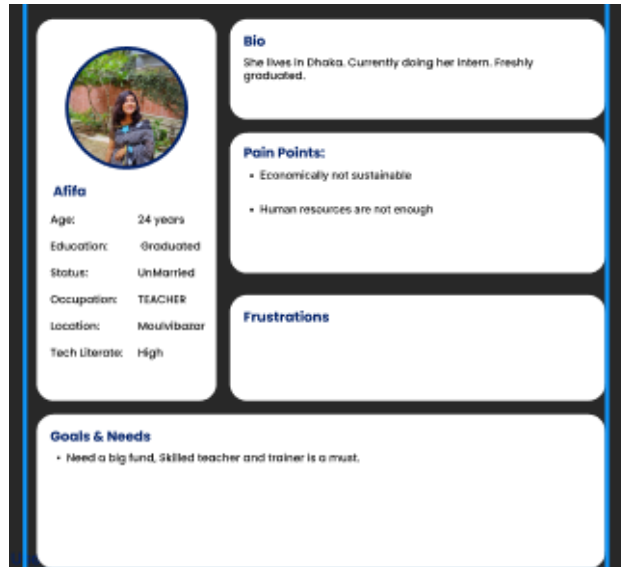 Afifa
Age: 24 years
Education: Graduated
Status: UnMarried
Occupation: TEACHER
Location: Moulvibazar
Tech Literate: High
Bio
She lives in Dhaka. Currently doing her intern. Freshly
graduated.
Pain Points:
• Economically not sustainable
• Human resources are not enough
Frustrations
Goals & Needs
• Need a big fund, Skilled teacher and trainer is a must.